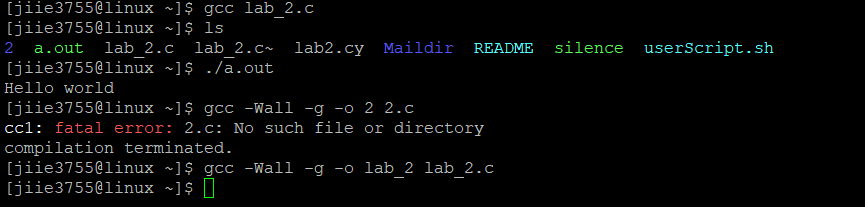 [jiie3755@linux ~]$ gcc lab_2.c
[jiie3755@linux ~]$ ls
2  a.out  lab_2.c  lab_2.c~  lab2.cy  Maildir  README  silence  userScript.sh
[jiie3755@linux ~]$ ./a.out
Hello world
[jiie3755@linux ~]$ gcc -Wall -g -o 2 2.c
cc1: fatal error: 2.c: No such file or directory
compilation terminated.
[jiie3755@linux ~]$ gcc -Wall -g -o lab_2 lab_2.c
[jiie3755@linux ~]$